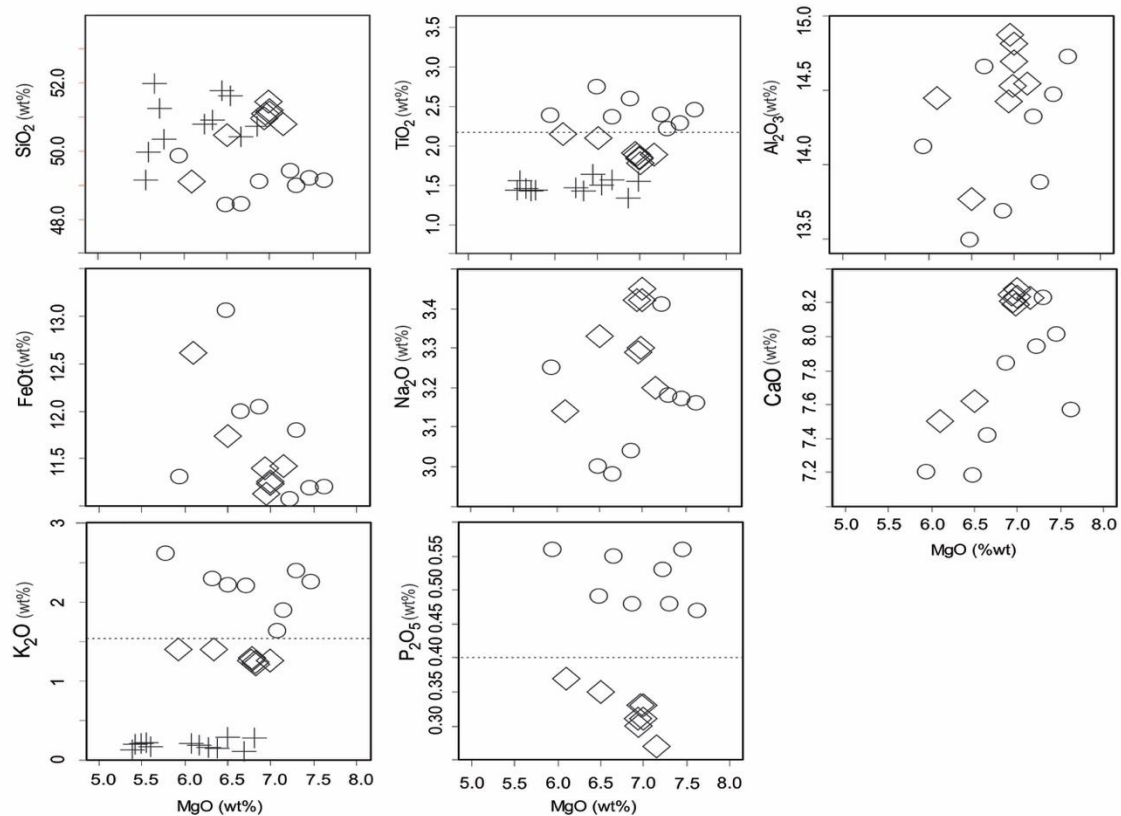 SiO2 (wt%)
52.0
50.0
48.0
TiO2 (wt%)
3.5
3.0
2.5
2.0
1.5
1.0
Al2O3(wt%)
15.0
14.5
14.0
13.5
FeOt(wt%)
13.0
12.5
12.0
11.5
Na2O (wt%)
3.4
3.3
3.2
3.1
3.0
CaO (wt%)
8.2
8.0
7.8
7.6
7.4
7.2
5.0 5.5 6.0 6.5 7.0 7.5 8.0
MgO (%wt)
K2O (wt%)
3
2
1
0
5.0 5.5 6.0 6.5 7.0 7.5 8.0
MgO (wt%)
P2O5(wt%)
0.55
0.50
0.45
0.40
0.35
0.30
5.0 5.5 6.0 6.5 7.0 7.5 8.0
MgO (wt%)